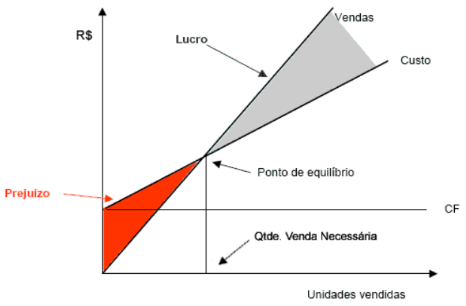 Vendas
R$
Lucro
Custo
Ponto de equilíbrio
Prejuízo
CF
Qtde. Venda Necessária
Unidades vendidas